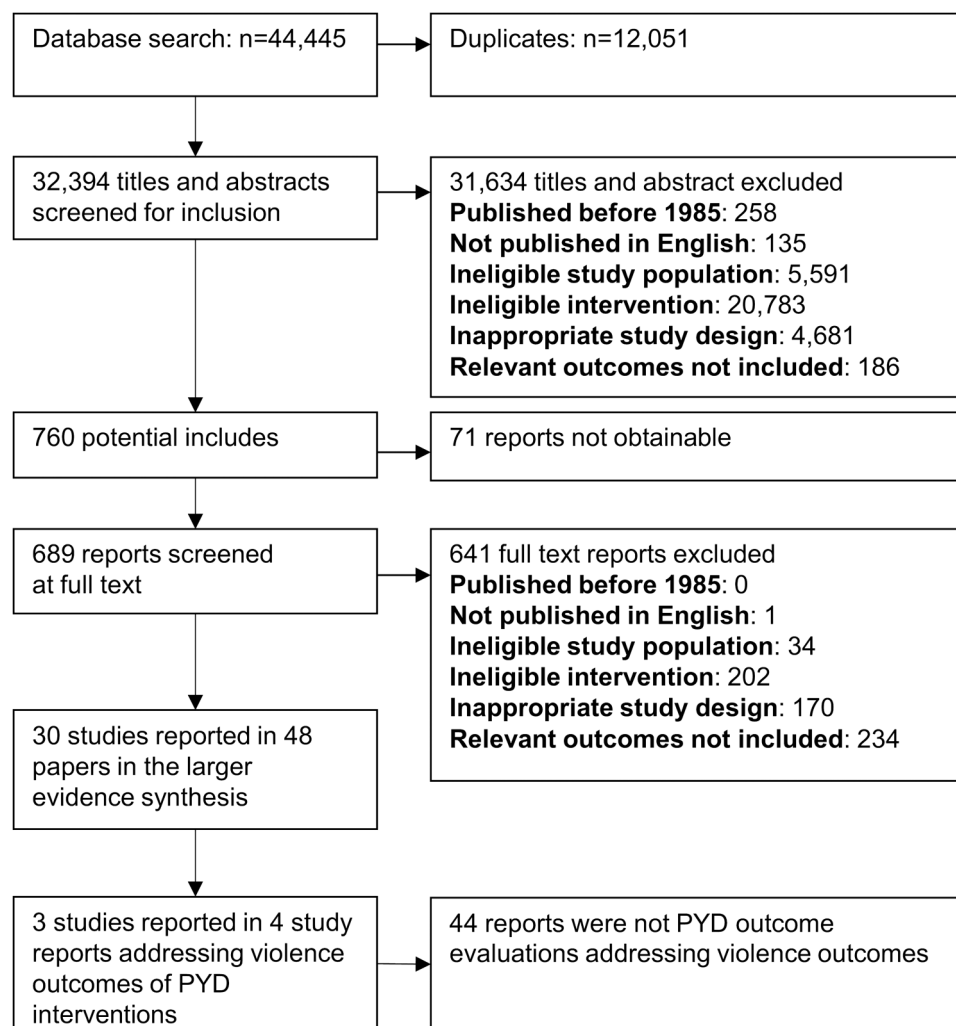 Database search: n=44,445
Duplicates: n=12,051
32,394 titles and abstracts
screened for inclusion
31,634 titles and abstract excluded
Published before 1985: 258
Not published in English: 135
Ineligible study population: 5,591
Ineligible intervention: 20,783
Inappropriate study design: 4,681
Relevant outcomes not included: 186
760 potential includes
71 reports not obtainable
689 reports screened
at full text
641 full text reports excluded
Published before 1985: 0
Not published in English: 1
Ineligible study population: 34
Ineligible intervention: 202
Inappropriate study design: 170
Relevant outcomes not included: 234
30 studies reported in 48
papers in the larger
evidence synthesis
3 studies reported in 4 study
reports addressing violence
outcomes of PYD
interventions
44 reports were not PYD outcome
evaluations addressing violence outcomes